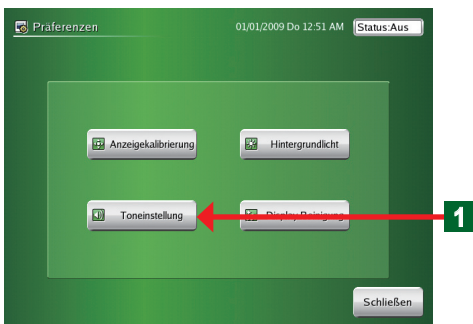 Präferenzen
01/01/2009 Do 12:51 AM
Status:Aus
Anzeigekalibrierung
Hintergrundlicht
Toneinstellung
Display Reinigung
1
Schließen